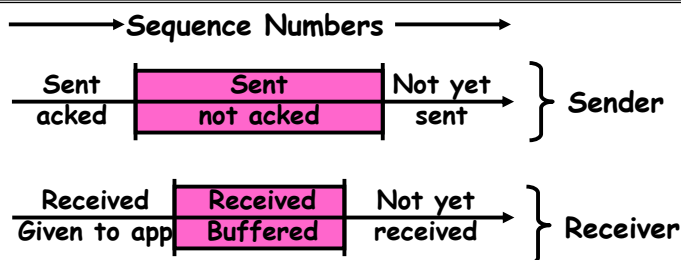 Sequence Numbers
Sent Sent Not yet
acked not acked sent
Sender
Received Received Not yet
Given to app Buffered received
Receiver